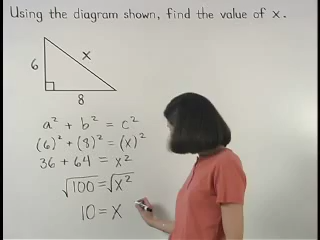 Using the diagram shown, find the value of x.
x
6
8
a² + b² = c²
(6)² + (8)² = (x)²
36 + 64 = x²
√100 = √x²
10 = x